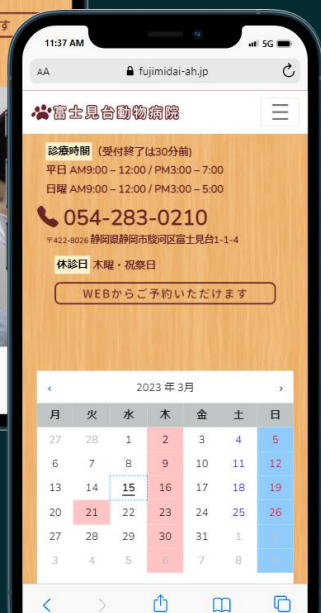 す
11:37 AM 5G
AA fujimidai-ah.jp
富士見台動物病院
診療時間 (受付終了は30分前)
平日 AM9:00 – 12:00 / PM3:00 – 7:00
日曜 AM9:00 – 12:00 / PM3:00 – 5:00
054-283-0210
〒422-8026 静岡県静岡市駿河区富士見台1-1-4
休診日 木曜・祝祭日
WEBからご予約いただけます
‹ 2023年 3月 ›
月 火 水 木 金 土 日
27 28 1 2 3 4 5
6 7 8 9 10 11 12
13 14 15 16 17 18 19
20 21 22 23 24 25 26
27 28 29 30 31 1
3 4 5 6 7 8